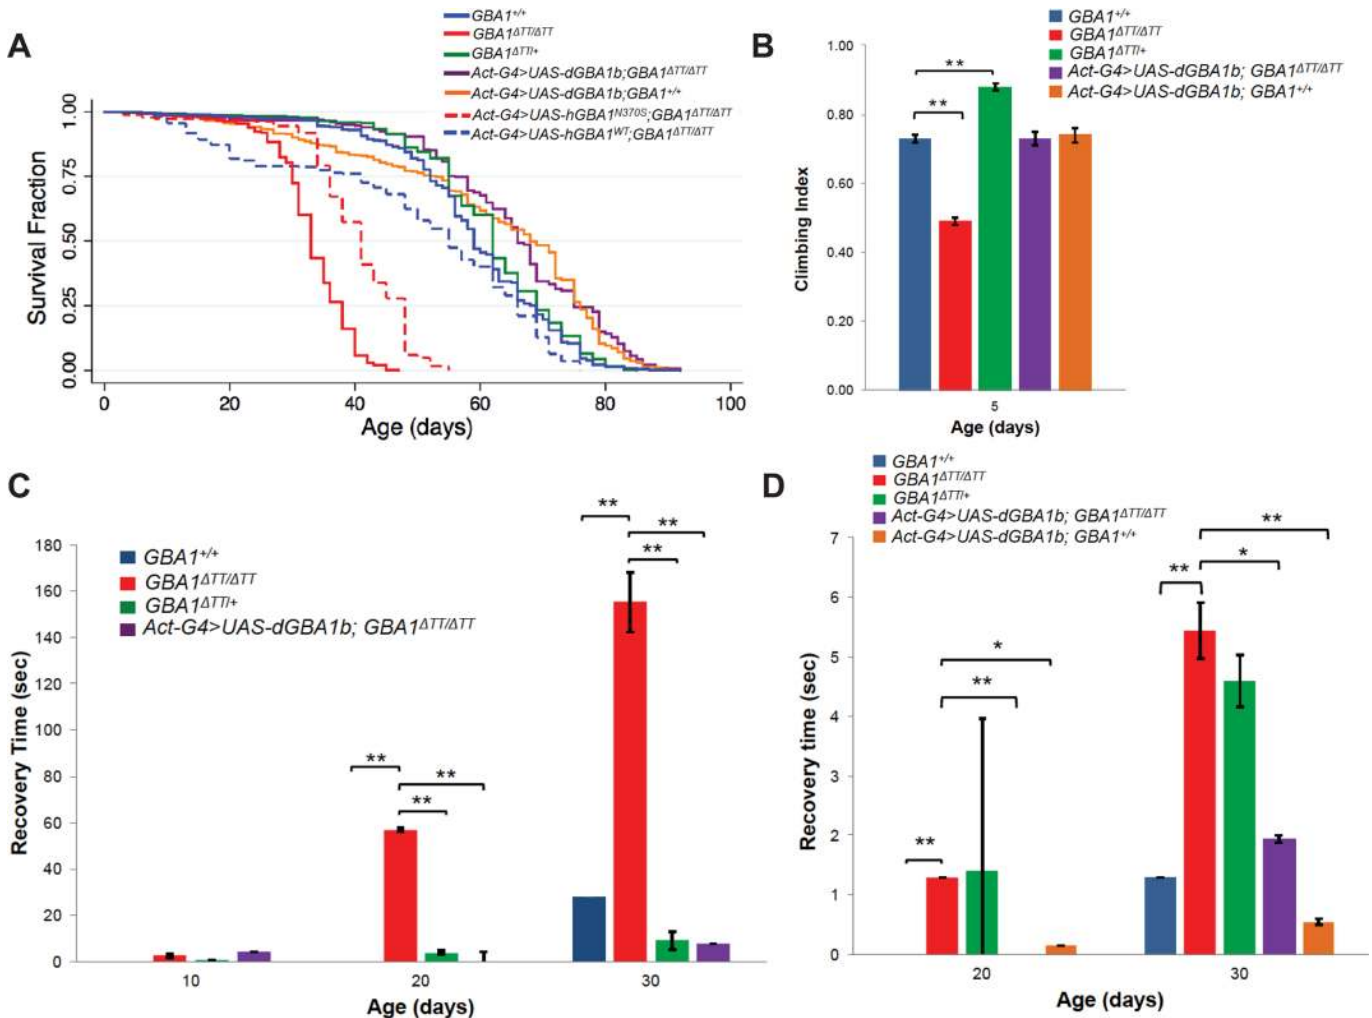 A
GBA1+/+
GBA1ΔTT/ΔTT
GBA1ΔTT/+
Act-G4>UAS-dGBA1b;GBA1ΔTT/ΔTT
Act-G4>UAS-dGBA1b;GBA1+/+
Act-G4>UAS-hGBA1N370S;GBA1ΔTT/ΔTT
Act-G4>UAS-hGBA1WT;GBA1ΔTT/ΔTT
Survival Fraction
1.00
0.75
0.50
0.25
0.00
0 20 40 60 80 100
Age (days)
B
GBA1+/+
GBA1ΔTT/ΔTT
GBA1ΔTT/+
Act-G4>UAS-dGBA1b; GBA1ΔTT/ΔTT
Act-G4>UAS-dGBA1b; GBA1+/+
Climbing Index
1.00
0.80
0.60
0.40
0.20
0.00
**
**
5
Age (days)
C
GBA1+/+
GBA1ΔTT/ΔTT
GBA1ΔTT/+
Act-G4>UAS-dGBA1b; GBA1ΔTT/ΔTT
Recovery Time (sec)
180
160
140
120
100
80
60
40
20
0
**
**
**
**
**
**
10 20 30
Age (days)
D
GBA1+/+
GBA1ΔTT/ΔTT
GBA1ΔTT/+
Act-G4>UAS-dGBA1b; GBA1ΔTT/ΔTT
Act-G4>UAS-dGBA1b; GBA1+/+
Recovery time (sec)
7
6
5
4
3
2
1
0
*
**
**
**
*
**
20 30
Age (days)